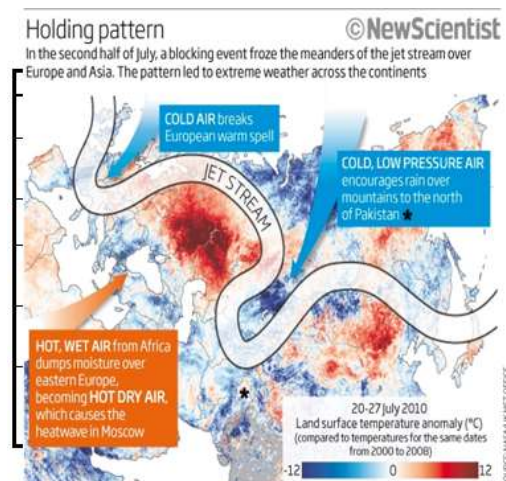 Holding pattern
©NewScientist
In the second half of July, a blocking event froze the meanders of the jet stream over
Europe and Asia. The pattern led to extreme weather across the continents
COLD AIR breaks
European warm spell
JET STREAM
COLD, LOW PRESSURE AIR
encourages rain over
mountains to the north
of Pakistan *
HOT, WET AIR from Africa
dumps moisture over
eastern Europe,
becoming HOT DRY AIR,
which causes the
heatwave in Moscow
*
20-27 July 2010
Land surface temperature anomaly (°C)
(compared to temperatures for the same dates
from 2000 to 2008)
-12 0 12